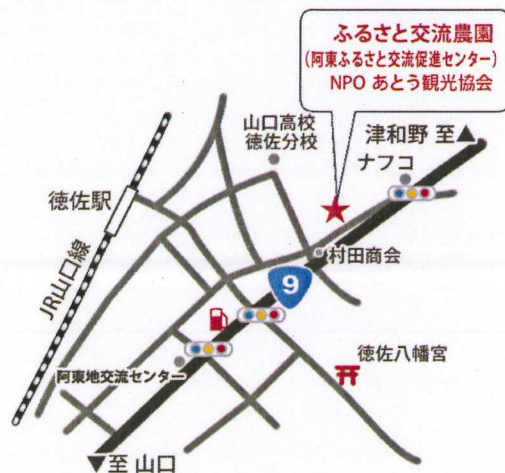 ふるさと交流農園
(阿東ふるさと交流促進センター)
NPO あとう観光協会
山口高校
徳佐分校
津和野 至▲
ナフコ
徳佐駅
JR山口線
村田商会
9
徳佐八幡宮
阿東地交流センター
▼至 山口